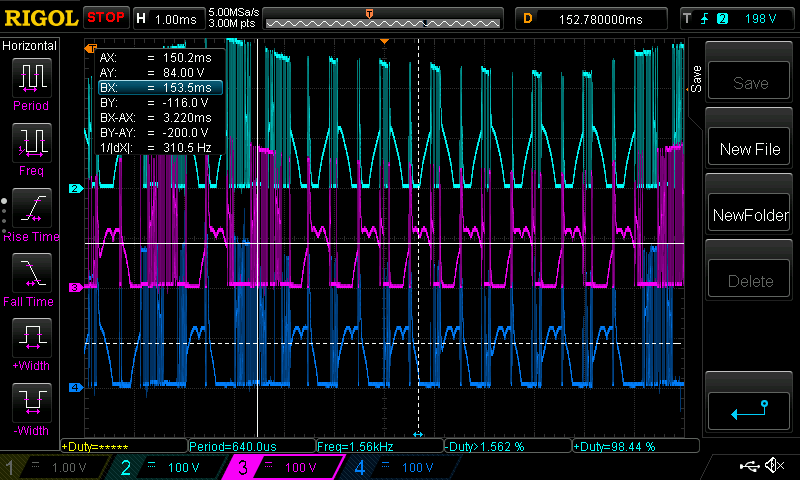 RIGOL STOP H 1.00ms 5.00MSa/s 3.00M pts D 152.780000ms T 2 198 V
Horizontal
Period
Freq
Rise Time
Fall Time
+Width
-Width
T
AX: = 150.2ms
AY: = 84.00 V
BX: = 153.5ms
BY: = -116.0 V
BX-AX: = 3.220ms
BY-AY: = -200.0 V
1/|dX|: = 310.5 Hz
2
3
4
Save
Save
New File
NewFolder
Delete
+Duty=***** Period=640.0us Freq=1.56kHz -Duty>1.562 % +Duty=98.44 %
1 = 1.00 V 2 = 100 V 3 = 100 V 4 = 100 V